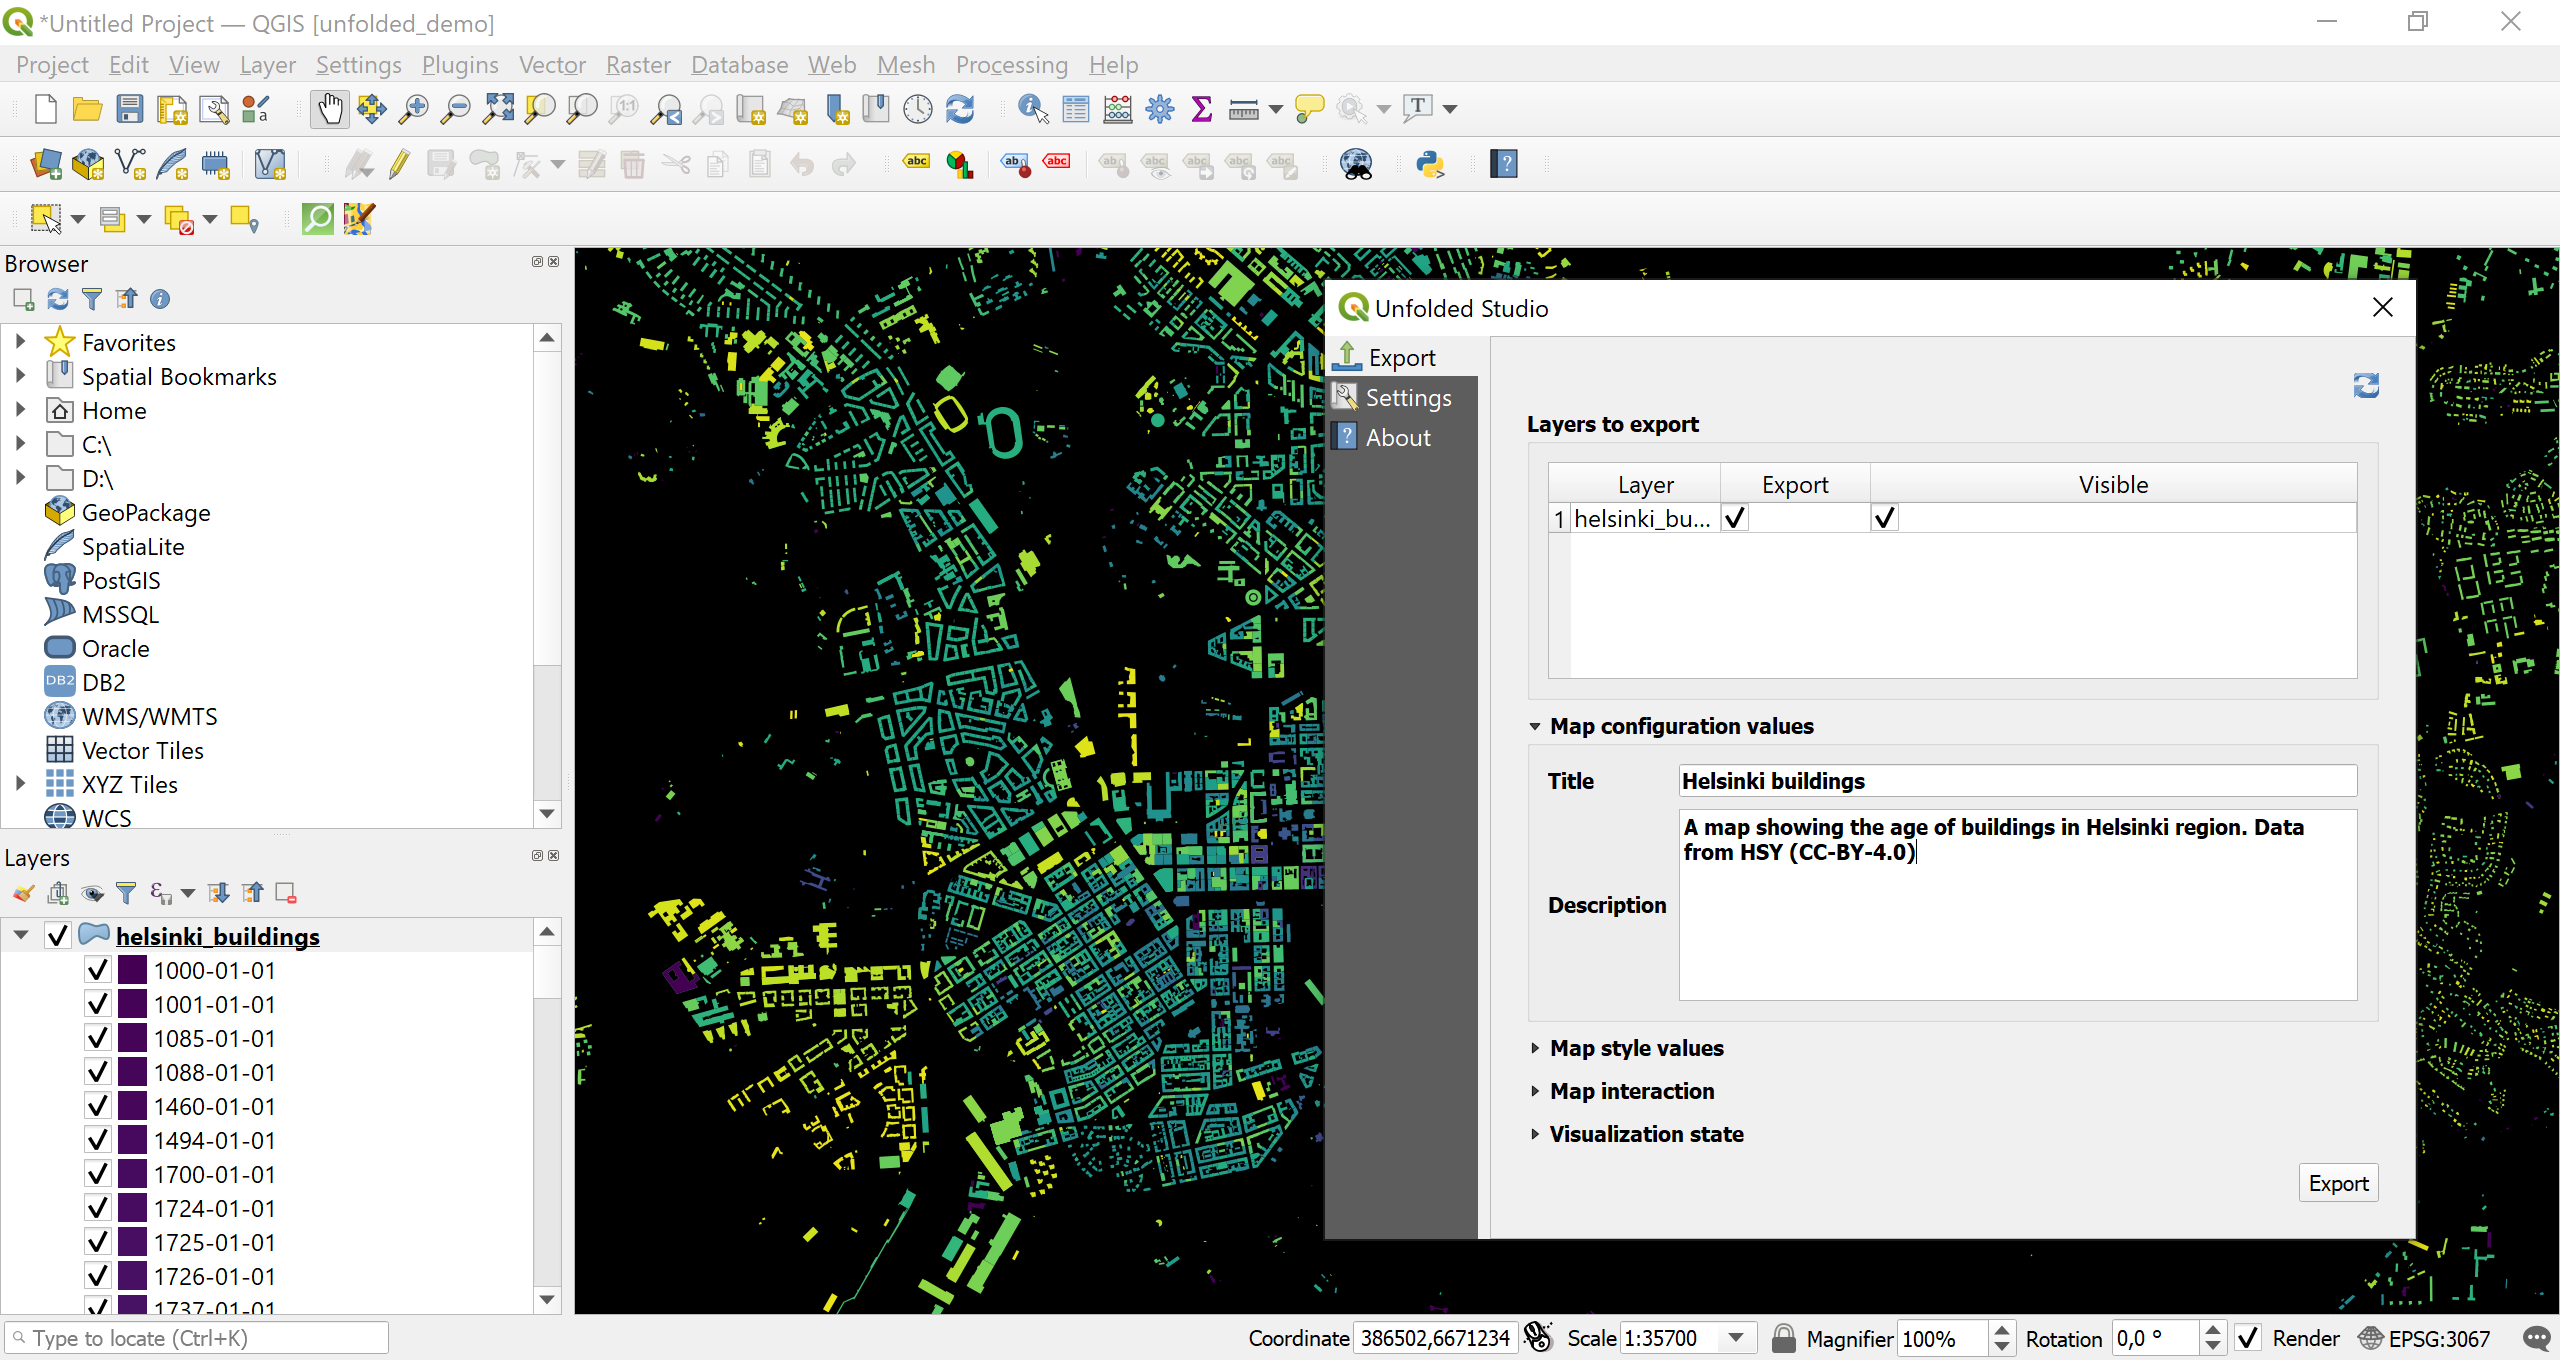 *Untitled Project — QGIS [unfolded_demo]
Project Edit View Layer Settings Plugins Vector Raster Database Web Mesh Processing Help
Browser
Favorites
Spatial Bookmarks
Home
C:\
D:\
GeoPackage
SpatiaLite
PostGIS
MSSQL
Oracle
DB2 DB2
WMS/WMTS
Vector Tiles
XYZ Tiles
WCS
Layers
helsinki_buildings
1000-01-01
1001-01-01
1085-01-01
1088-01-01
1460-01-01
1494-01-01
1700-01-01
1724-01-01
1725-01-01
1726-01-01
1737-01-01
Unfolded Studio
Export
Settings
About
Layers to export
Layer Export Visible
1 helsinki_bu...
Map configuration values
Title Helsinki buildings
A map showing the age of buildings in Helsinki region. Data
from HSY (CC-BY-4.0)
Description
Map style values
Map interaction
Visualization state
Export
Type to locate (Ctrl+K)
Coordinate 386502,6671234 Scale 1:35700 Magnifier 100% Rotation 0,0 ° Render EPSG:3067